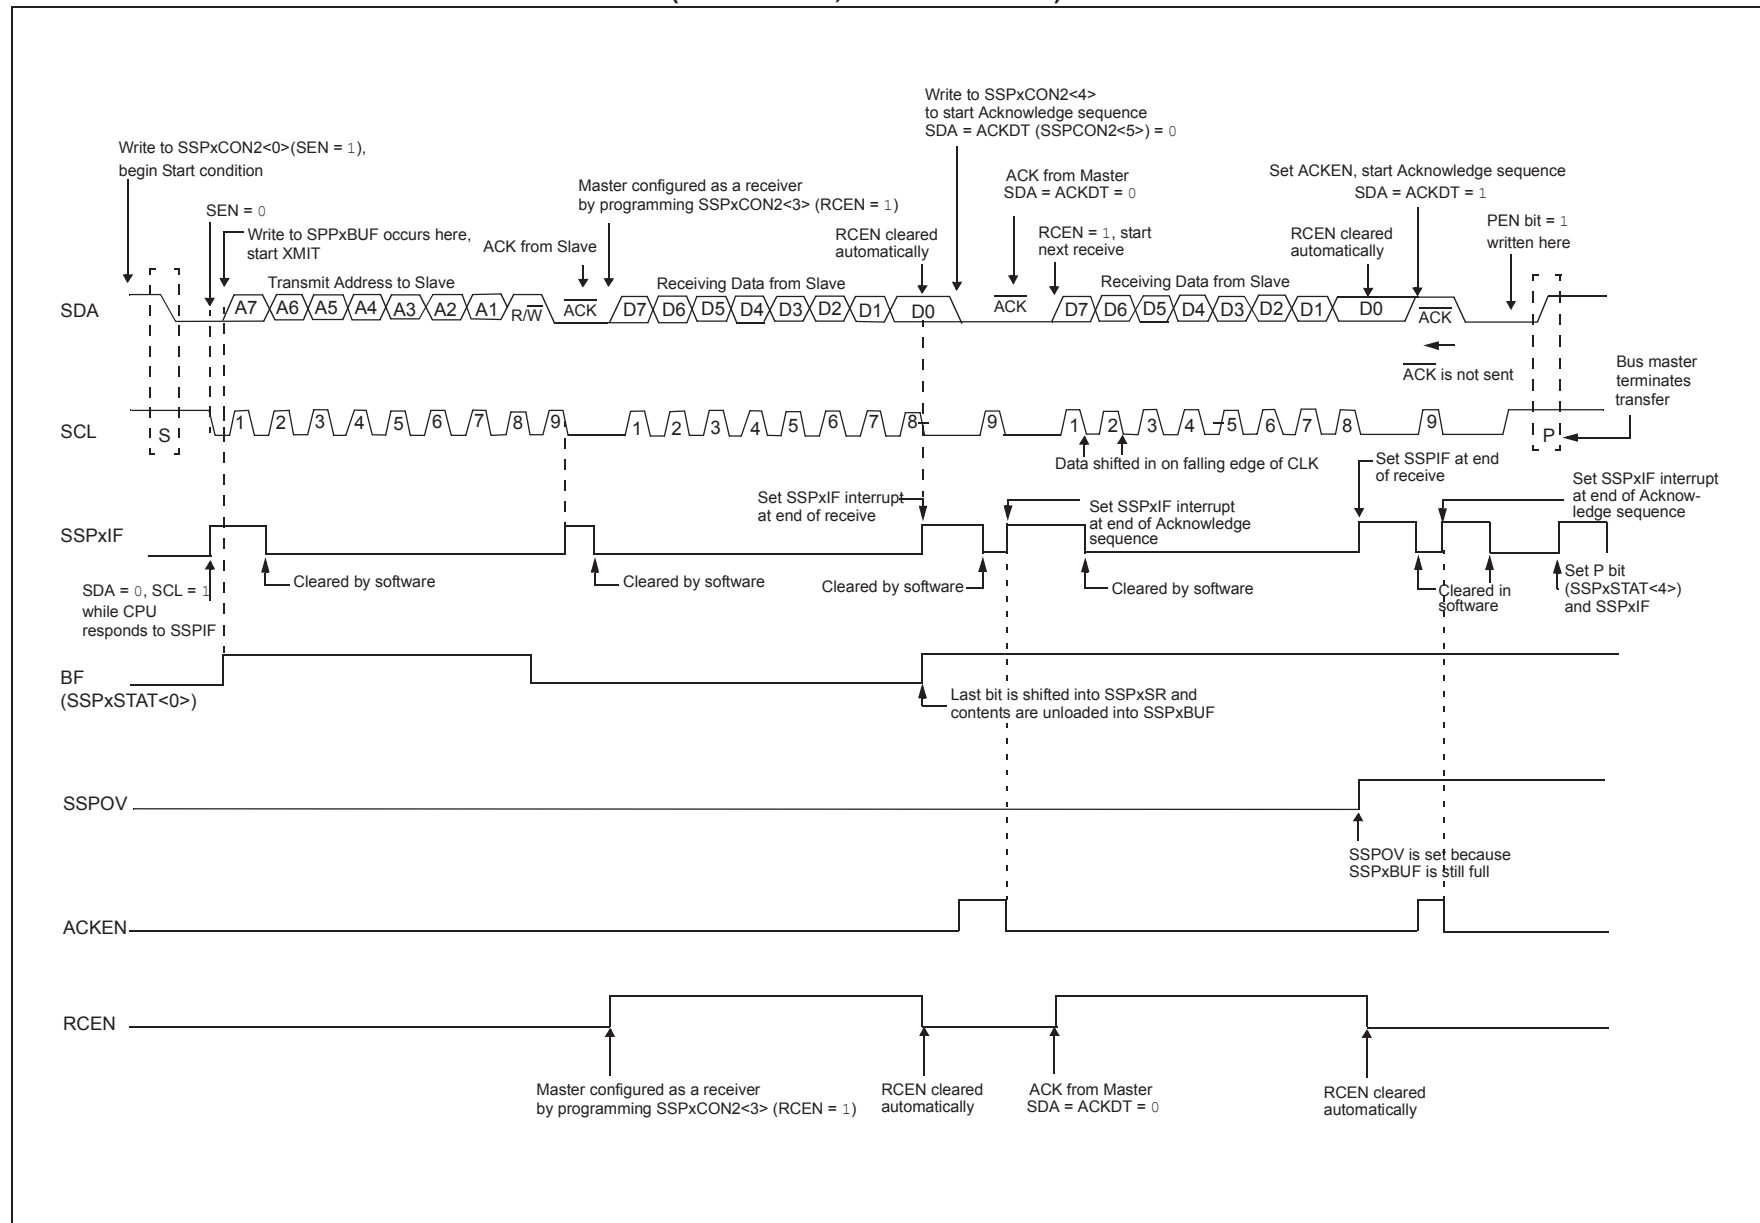 Write to SSPxCON2<4>
to start Acknowledge sequence
SDA = ACKDT (SSPCON2<5>) = 0
Write to SSPxCON2<0>(SEN = 1),
begin Start condition
ACK from Master
SDA = ACKDT = 0
Set ACKEN, start Acknowledge sequence
SDA = ACKDT = 1
Master configured as a receiver
by programming SSPxCON2<3> (RCEN = 1)
SEN = 0
Write to SPPxBUF occurs here,
start XMIT
ACK from Slave
RCEN cleared
automatically
RCEN = 1, start
next receive
RCEN cleared
automatically
PEN bit = 1
written here
Transmit Address to Slave
Receiving Data from Slave
Receiving Data from Slave
SDA
A7 A6 A5 A4 A3 A2 A1 R/W ACK D7 D6 D5 D4 D3 D2 D1 D0 ACK D7 D6 D5 D4 D3 D2 D1 D0 ACK
ACK is not sent
Bus master
terminates
transfer
SCL
S 1 2 3 4 5 6 7 8 9 1 2 3 4 5 6 7 8 9 1 2 3 4 5 6 7 8 9 P
Data shifted in on falling edge of CLK
Set SSPIF at end
of receive
Set SSPxIF interrupt
at end of receive
Set SSPxIF interrupt
at end of Acknowledge
sequence
Set SSPxIF interrupt
at end of Acknow-
ledge sequence
SSPxIF
SDA = 0, SCL = 1
while CPU
responds to SSPIF
Cleared by software
Cleared by software
Cleared by software
Cleared by software
Cleared in
software
Set P bit
(SSPxSTAT<4>)
and SSPxIF
BF
(SSPxSTAT<0>)
Last bit is shifted into SSPxSR and
contents are unloaded into SSPxBUF
SSPOV
SSPOV is set because
SSPxBUF is still full
ACKEN
RCEN
Master configured as a receiver
by programming SSPxCON2<3> (RCEN = 1)
RCEN cleared
automatically
ACK from Master
SDA = ACKDT = 0
RCEN cleared
automatically